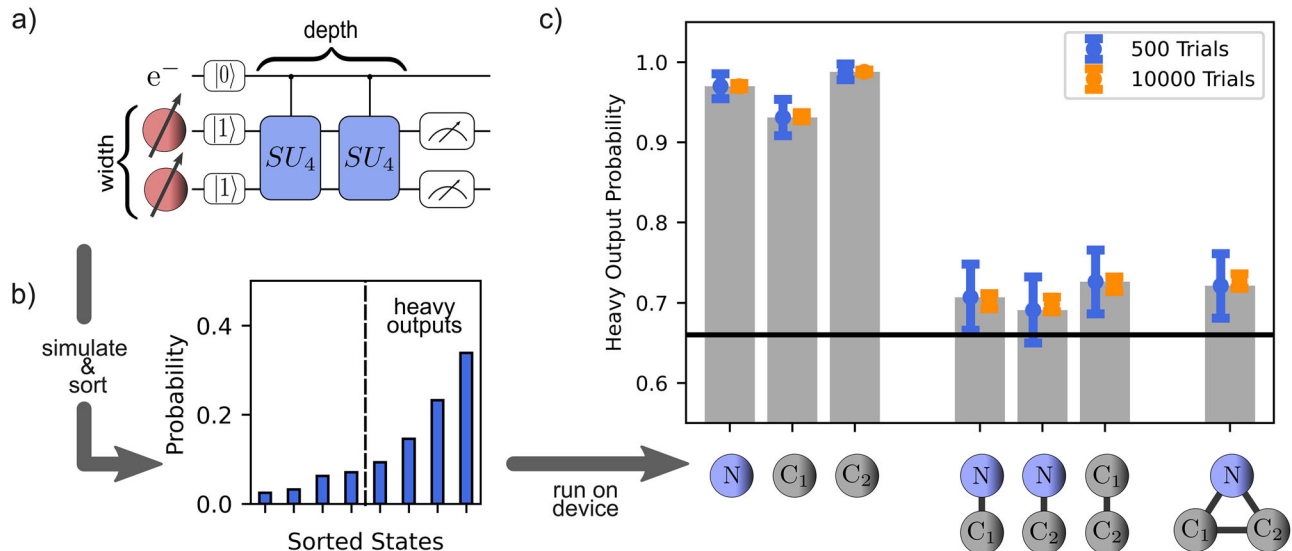 a)
depth
e⁻
|0⟩
width
|1⟩
SU₄
SU₄
|1⟩
simulate
&
sort
b)
Probability
0.4
0.2
0.0
heavy
outputs
Sorted States
run on
device
c)
Heavy Output Probability
1.0
0.9
0.8
0.7
0.6
500 Trials
10000 Trials
N
C₁
C₂
N
C₂
N
C₁
C₁
C₂
N
C₁
C₂
C₂